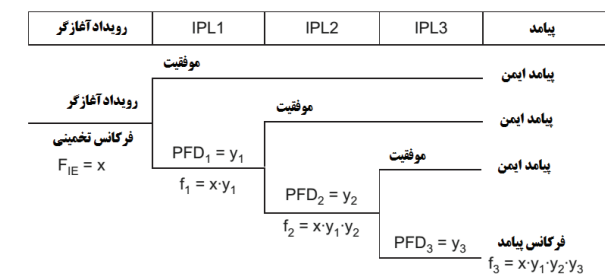 رویداد آغازگر IPL1 IPL2 IPL3 پیامد
موفقیت
پیامد ایمن
رویداد آغازگر
موفقیت
پیامد ایمن
فرکانس تخمینی
F_IE = x
PFD₁ = y₁
موفقیت
پیامد ایمن
f₁ = x·y₁
PFD₂ = y₂
f₂ = x·y₁·y₂
PFD₃ = y₃
فرکانس پیامد
f₃ = x·y₁·y₂·y₃